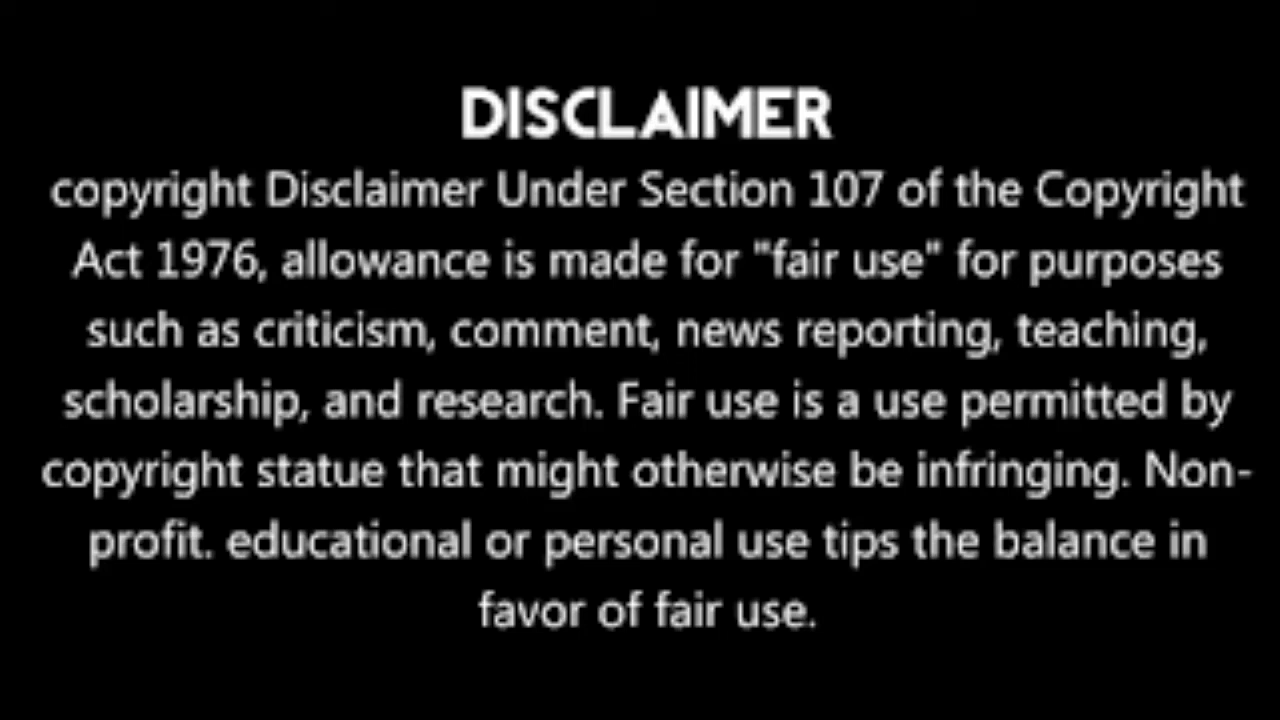 DISCLAIMER
copyright Disclaimer Under Section 107 of the Copyright
Act 1976, allowance is made for "fair use" for purposes
such as criticism, comment, news reporting, teaching,
scholarship, and research. Fair use is a use permitted by
copyright statue that might otherwise be infringing. Non-
profit. educational or personal use tips the balance in
favor of fair use.